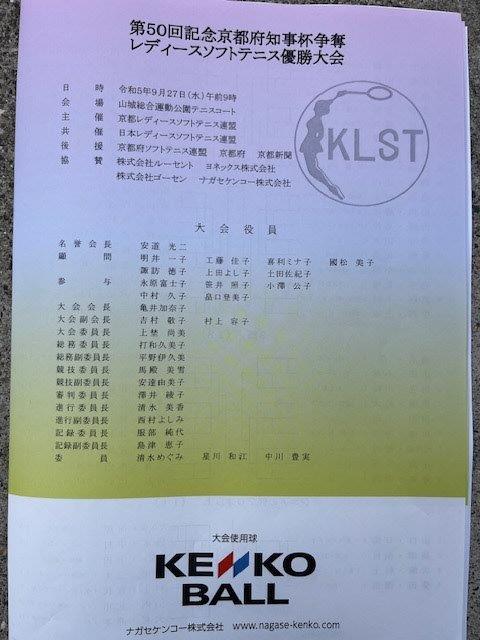 第50回記念京都府知事杯争奪
レディースソフトテニス優勝大会
日　時　令和5年9月27日(水)午前9時
会　場　山城総合運動公園テニスコート
主　催　京都レディースソフトテニス連盟
共　催　日本レディースソフトテニス連盟
後　援　京都府ソフトテニス連盟　京都府　京都新聞
協　賛　株式会社ルーセント　ヨネックス株式会社
株式会社ゴーセン　ナガセケンコー株式会社
KLST
大会役員
名誉会長　安道 光二
顧　問　明井 一子　工藤 佳子　喜利ミナ子　國松 美子
諏訪 徳子　上田よし子　土田佐紀子
参　与　永原富士子　笹井 照子　小澤 公子
中村 久子　畠口登美子
大会会長　亀井加奈子
大会副会長　吉村 敬子　村上 容子
大会委員長　上埜 尚美
総務委員長　打和久美子
総務副委員長　平野伊久美
競技委員長　馬殿 美雪
競技副委員長　安達由美子
審判委員長　澤井 綾子
進行委員長　清水 美香
進行副委員長　西村よしみ
記録委員長　服部 純代
記録副委員長　島津 恵子
委　員　清水めぐみ　星川 和江　中川 豊実
大会使用球
KENKO
BALL
ナガセケンコー株式会社　www.nagase-kenko.com